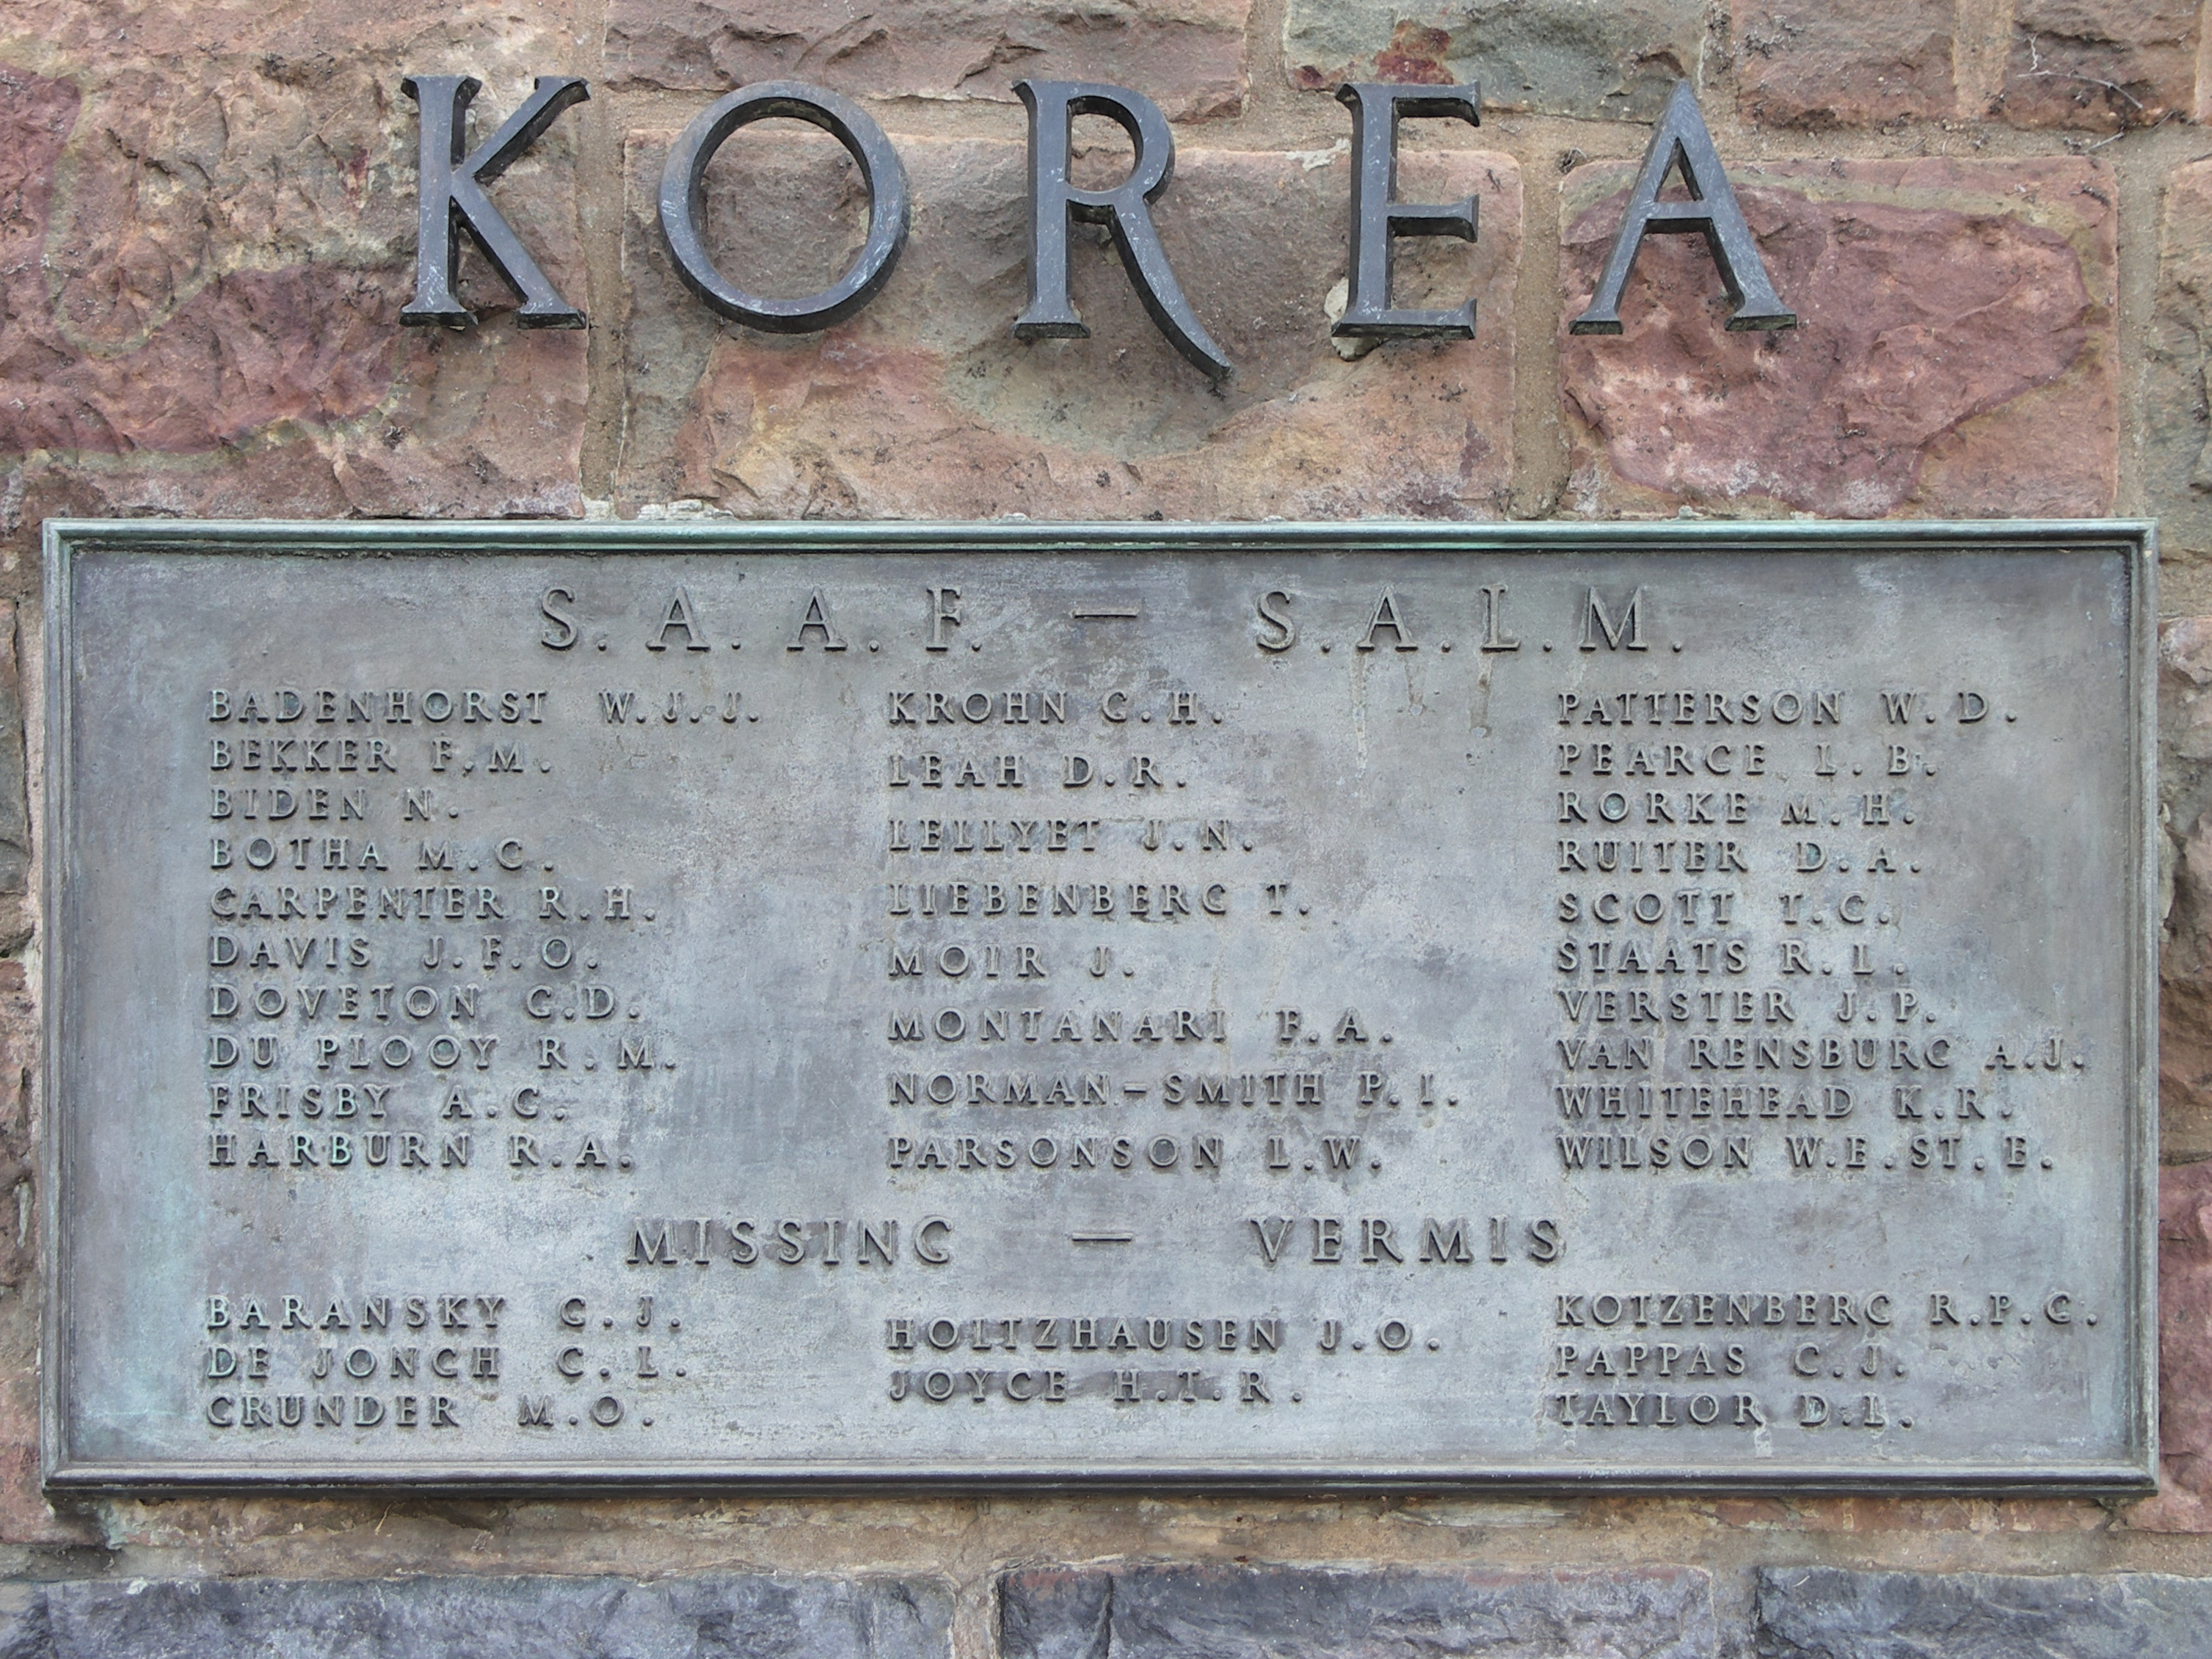 KOREA
S.A.A.F. — S.A.L.M.
BADENHORST W.J.J.
BEKKER F.M.
BIDEN N.
BOTHA M.C.
CARPENTER R.H.
DAVIS J.F.O.
DOVETON G.D.
DU PLOOY R.M.
FRISBY A.G.
HARBURN R.A.
KROHN G.H.
LEAH D.R.
LELLYET J.N.
LIEBENBERG T.
MOIR J.
MONTANARI F.A.
NORMAN-SMITH P.I.
PARSONSON L.W.
PATTERSON W.D.
PEARCE L.B.
RORKE M.H.
RUITER D.A.
SCOTT T.C.
STAATS R.L.
VERSTER J.P.
VAN RENSBURG A.J.
WHITEHEAD K.R.
WILSON W.E.ST.E.
MISSING — VERMIS
BARANSKY G.J.
DE JONGH C.L.
GRUNDER M.O.
HOLTZHAUSEN J.O.
JOYCE H.T.R.
KOTZENBERG R.P.G.
PAPPAS C.J.
TAYLOR D.L.